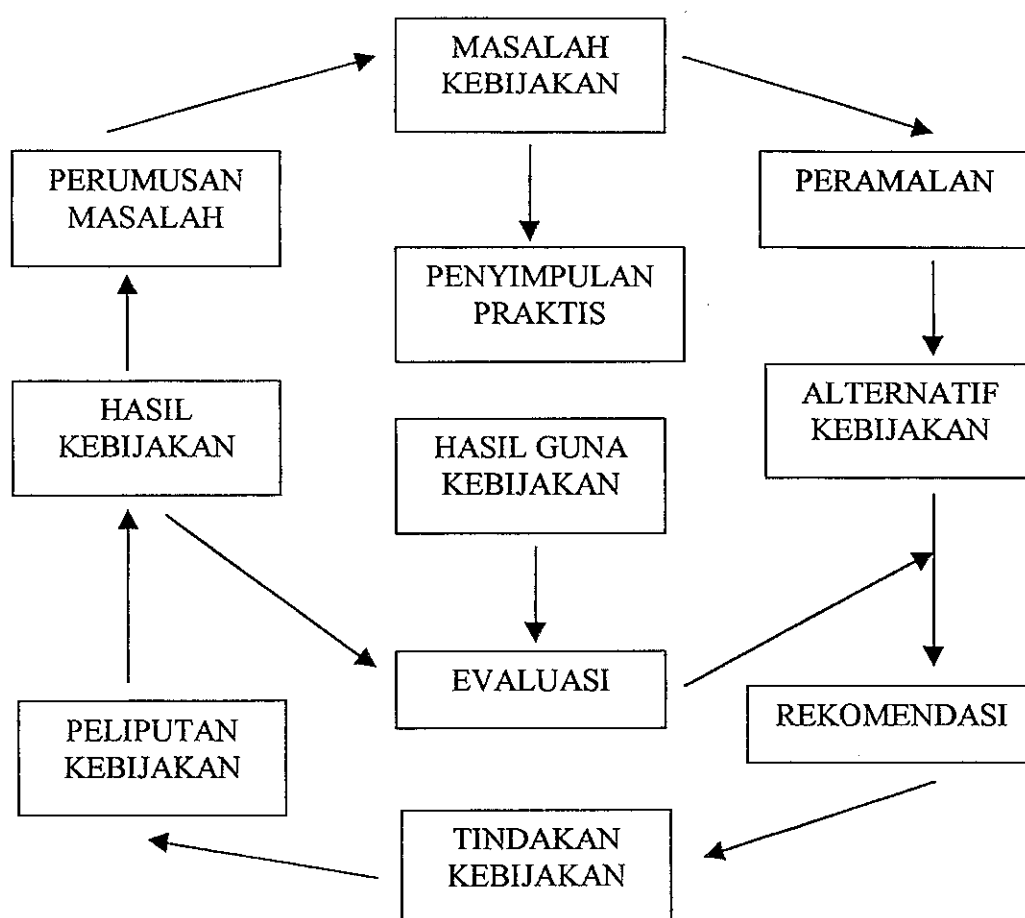 MASALAH
KEBIJAKAN
PERUMUSAN
MASALAH
PERAMALAN
PENYIMPULAN
PRAKTIS
HASIL
KEBIJAKAN
HASIL GUNA
KEBIJAKAN
ALTERNATIF
KEBIJAKAN
EVALUASI
PELIPUTAN
KEBIJAKAN
REKOMENDASI
TINDAKAN
KEBIJAKAN